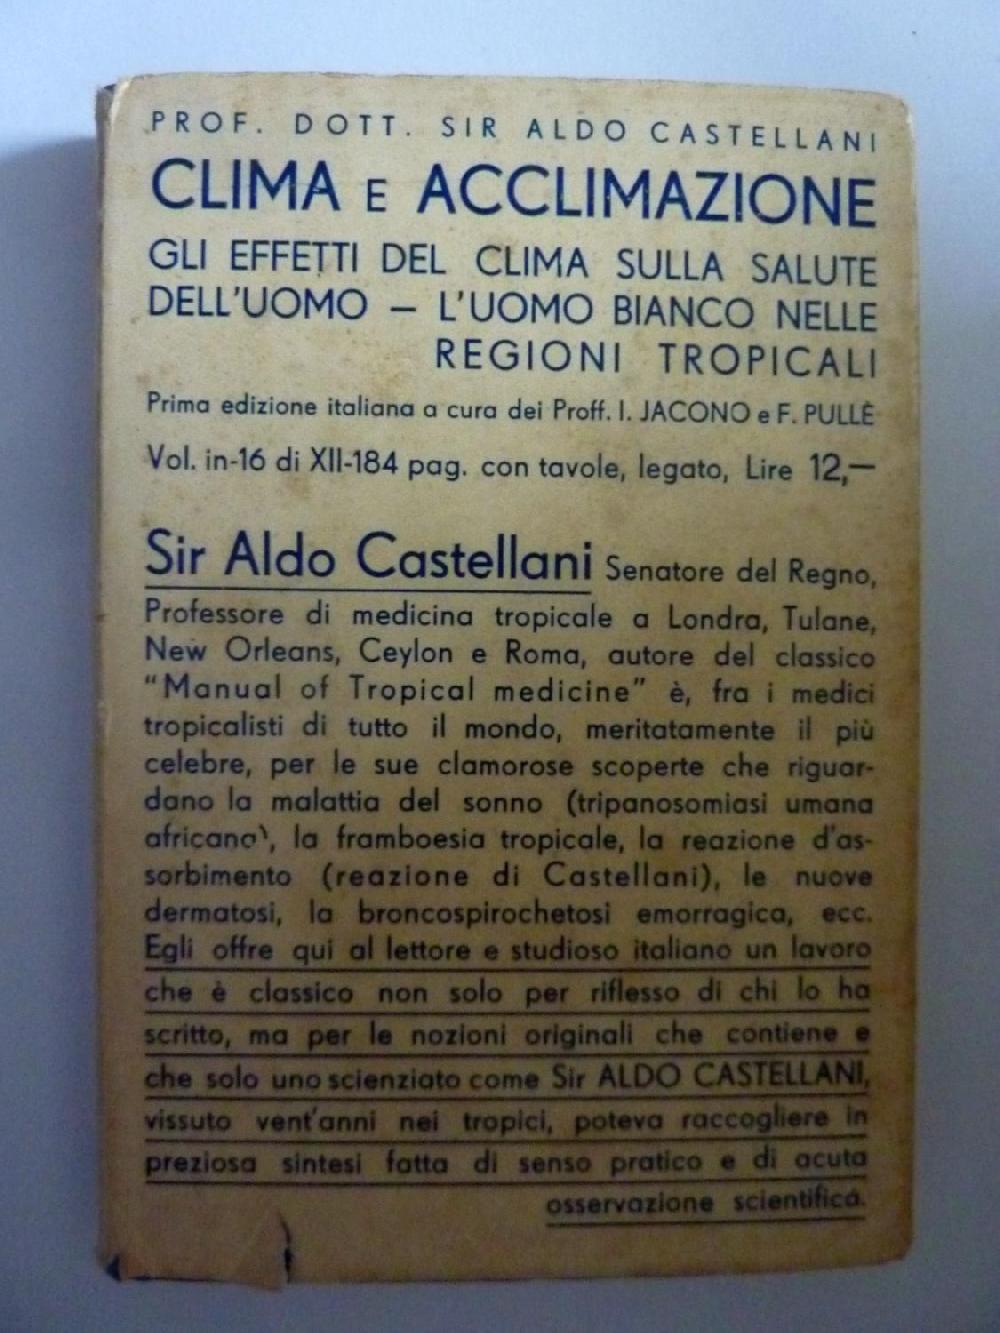 PROF. DOTT. SIR ALDO CASTELLANI
CLIMA E ACCLIMAZIONE
GLI EFFETTI DEL CLIMA SULLA SALUTE
DELL'UOMO – L'UOMO BIANCO NELLE
REGIONI TROPICALI
Prima edizione italiana a cura dei Proff. I. JACONO e F. PULLÈ
Vol. in-16 di XII-184 pag. con tavole, legato, Lire 12,—
Sir Aldo Castellani Senatore del Regno,
Professore di medicina tropicale a Londra, Tulane,
New Orleans, Ceylon e Roma, autore del classico
"Manual of Tropical medicine" è, fra i medici
tropicalisti di tutto il mondo, meritatamente il più
celebre, per le sue clamorose scoperte che riguar-
dano la malattia del sonno (tripanosomiasi umana
africana), la framboesia tropicale, la reazione d'as-
sorbimento (reazione di Castellani), le nuove
dermatosi, la broncospirochetosi emorragica, ecc.
Egli offre qui al lettore e studioso italiano un lavoro
che è classico non solo per riflesso di chi lo ha
scritto, ma per le nozioni originali che contiene e
che solo uno scienziato come Sir ALDO CASTELLANI,
vissuto vent'anni nei tropici, poteva raccogliere in
preziosa sintesi fatta di senso pratico e di acuta
osservazione scientifica.